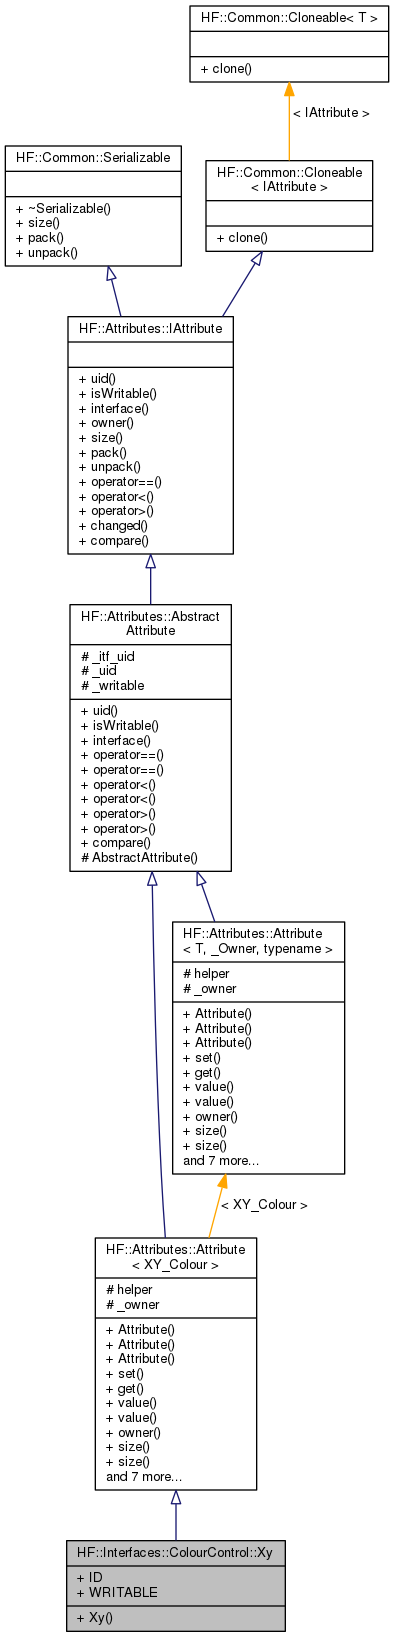 HF::Common::Cloneable< T >
+ clone()
< IAttribute >
HF::Common::Serializable
+ ~Serializable()
+ size()
+ pack()
+ unpack()
HF::Common::Cloneable
< IAttribute >
+ clone()
HF::Attributes::IAttribute
+ uid()
+ isWritable()
+ interface()
+ owner()
+ size()
+ pack()
+ unpack()
+ operator==()
+ operator<()
+ operator>()
+ changed()
+ compare()
HF::Attributes::Abstract
Attribute
# _itf_uid
# _uid
# _writable
+ uid()
+ isWritable()
+ interface()
+ operator==()
+ operator==()
+ operator<()
+ operator<()
+ operator>()
+ operator>()
+ compare()
# AbstractAttribute()
HF::Attributes::Attribute
< T, _Owner, typename >
# helper
# _owner
+ Attribute()
+ Attribute()
+ Attribute()
+ set()
+ get()
+ value()
+ value()
+ owner()
+ size()
+ size()
and 7 more...
< XY_Colour >
HF::Attributes::Attribute
< XY_Colour >
# helper
# _owner
+ Attribute()
+ Attribute()
+ Attribute()
+ set()
+ get()
+ value()
+ value()
+ owner()
+ size()
+ size()
and 7 more...
HF::Interfaces::ColourControl::Xy
+ ID
+ WRITABLE
+ Xy()